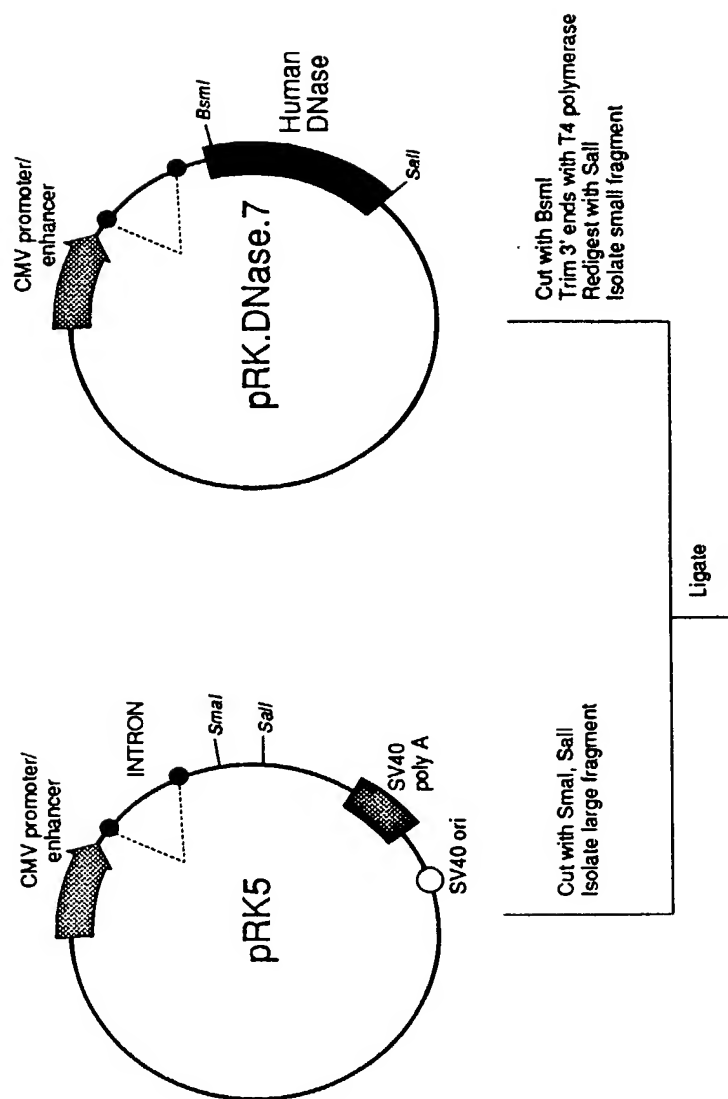 CMV promoter/
enhancer
INTRON
SmaI
SalI
SV40
poly A
SV40 ori
pRK5
CMV promoter/
enhancer
BsmI
Human
DNase
SalI
pRK.DNase.7
Cut with SmaI, SalI
Isolate large fragment
Cut with BsmI
Trim 3' ends with T4 polymerase
Redigest with SalI
Isolate small fragment
Ligate